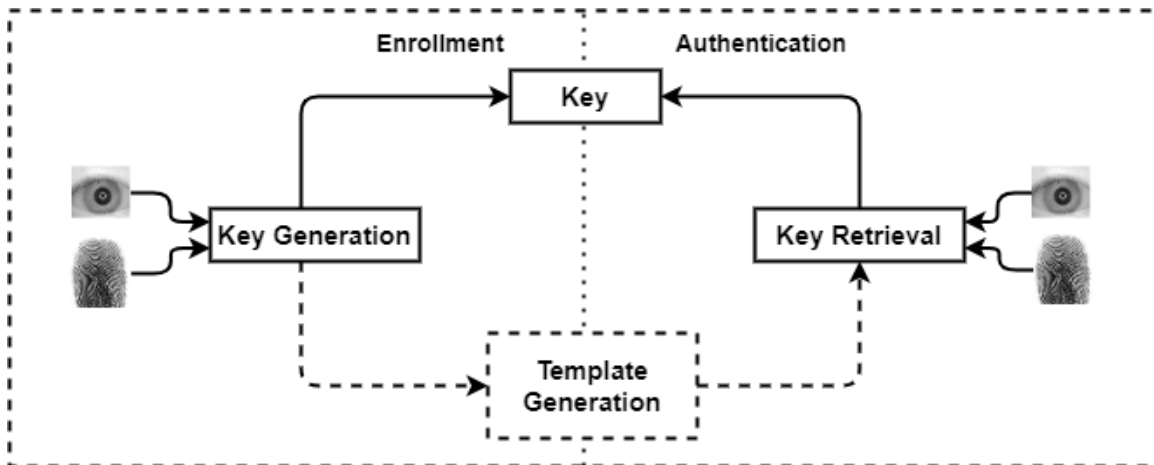 Enrollment
Authentication
Key
Key Generation
Key Retrieval
Template
Generation